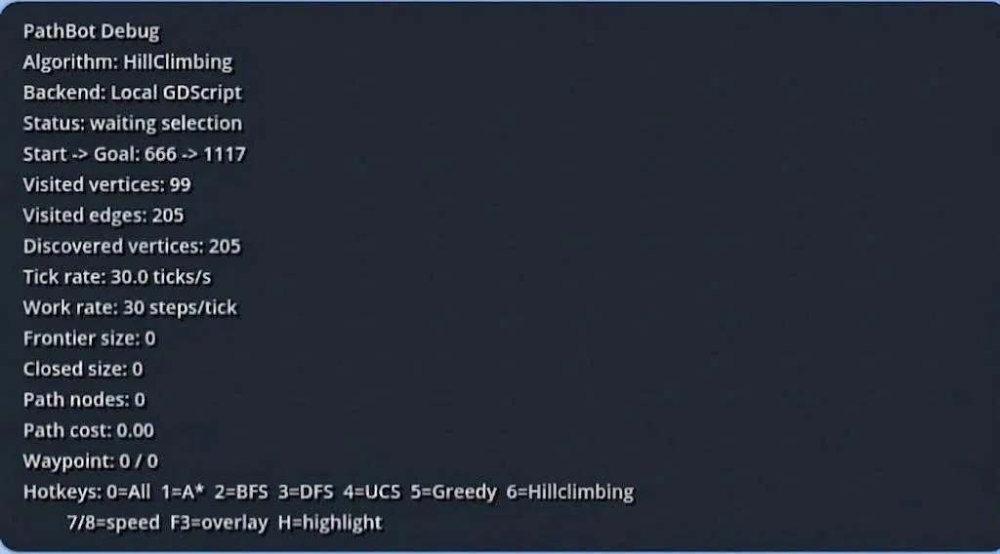 PathBot Debug
Algorithm: HillClimbing
Backend: Local GDScript
Status: waiting selection
Start -> Goal: 666 -> 1117
Visited vertices: 99
Visited edges: 205
Discovered vertices: 205
Tick rate: 30.0 ticks/s
Work rate: 30 steps/tick
Frontier size: 0
Closed size: 0
Path nodes: 0
Path cost: 0.00
Waypoint: 0 / 0
Hotkeys: 0=All 1=A* 2=BFS 3=DFS 4=UCS 5=Greedy 6=Hillclimbing
7/8=speed F3=overlay H=highlight